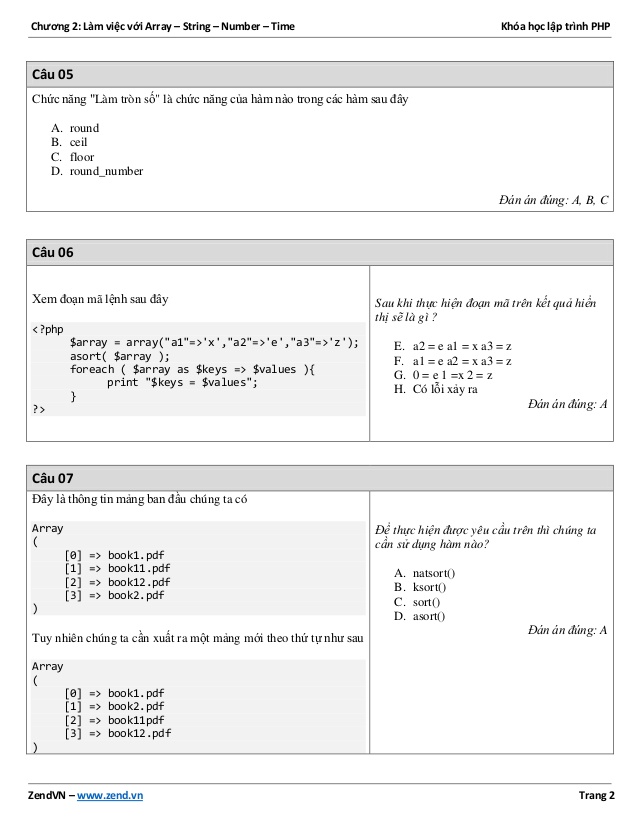 Chương 2: Làm việc với Array – String – Number – Time Khóa học lập trình PHP
Câu 05
Chức năng "Làm tròn số" là chức năng của hàm nào trong các hàm sau đây
A. round
B. ceil
C. floor
D. round_number
Đán án đúng: A, B, C
Câu 06
Xem đoạn mã lệnh sau đây
<?php
$array = array("a1"=>'x',"a2"=>'e',"a3"=>'z');
asort( $array );
foreach ( $array as $keys => $values ){
print "$keys = $values";
}
?>
Sau khi thực hiện đoạn mã trên kết quả hiển
thị sẽ là gì ?
E. a2 = e a1 = x a3 = z
F. a1 = e a2 = x a3 = z
G. 0 = e 1 =x 2 = z
H. Có lỗi xảy ra
Đán án đúng: A
Câu 07
Đây là thông tin mảng ban đầu chúng ta có
Array
(
[0] => book1.pdf
[1] => book11.pdf
[2] => book12.pdf
[3] => book2.pdf
)
Tuy nhiên chúng ta cần xuất ra một mảng mới theo thứ tự như sau
Array
(
[0] => book1.pdf
[1] => book2.pdf
[2] => book11pdf
[3] => book12.pdf
)
Để thực hiện được yêu cầu trên thì chúng ta
cần sử dụng hàm nào?
A. natsort()
B. ksort()
C. sort()
D. asort()
Đán án đúng: A
ZendVN – www.zend.vn Trang 2